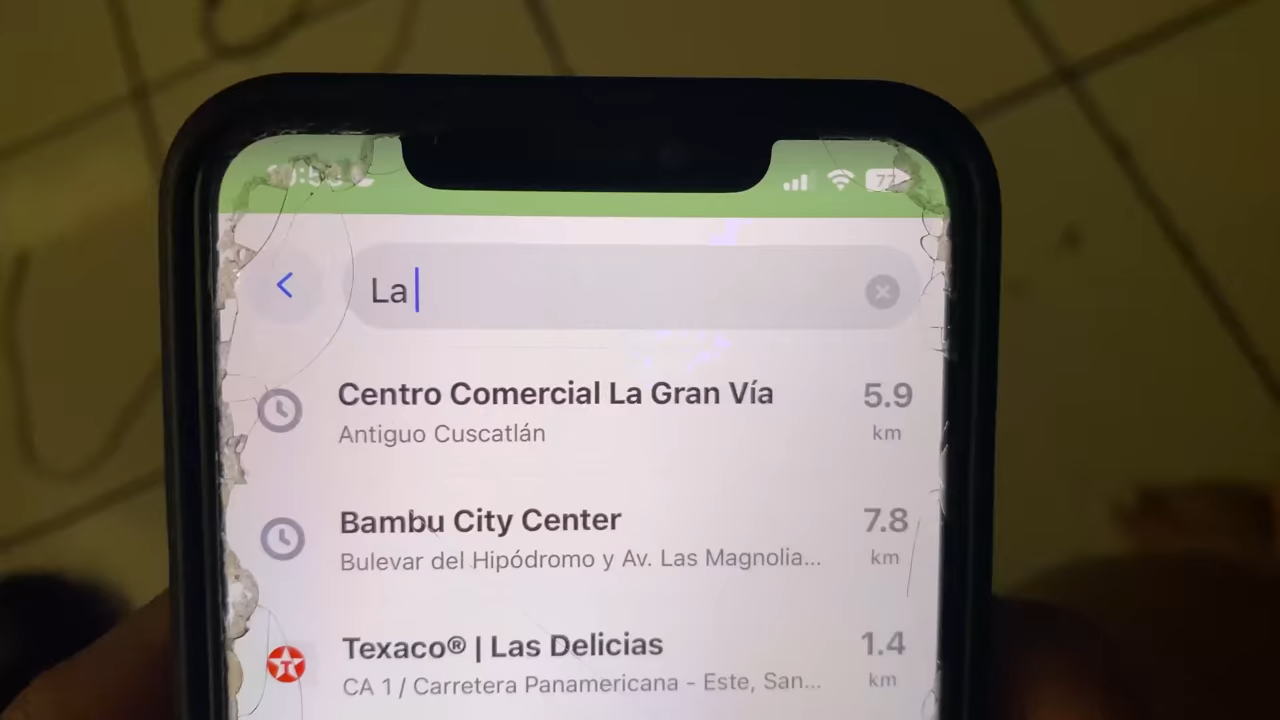 77
La
Centro Comercial La Gran Vía
5.9
Antiguo Cuscatlán
km
Bambu City Center
7.8
Bulevar del Hipódromo y Av. Las Magnolia...
km
Texaco® | Las Delicias
1.4
CA 1 / Carretera Panamericana - Este, San...
km